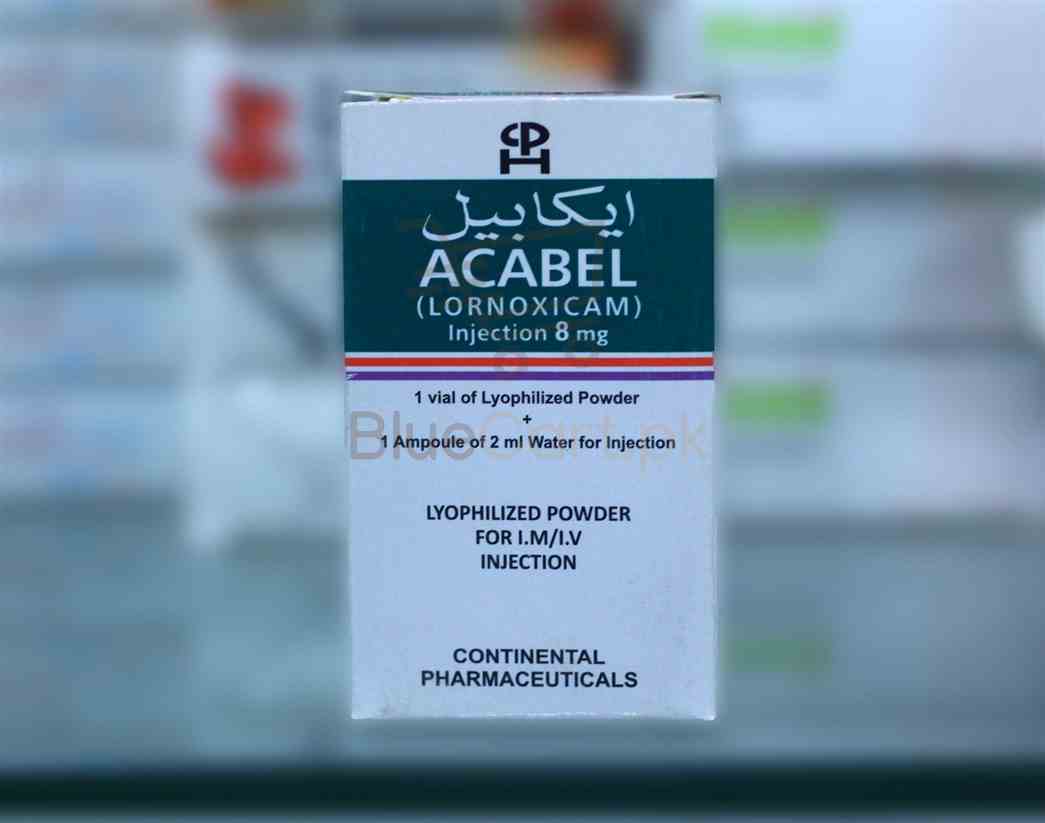 CPH
ایکابیل
ACABEL
(LORNOXICAM)
Injection 8 mg
1 vial of Lyophilized Powder
+
1 Ampoule of 2 ml Water for Injection
BlueCart.pk
LYOPHILIZED POWDER
FOR I.M/I.V
INJECTION
CONTINENTAL
PHARMACEUTICALS